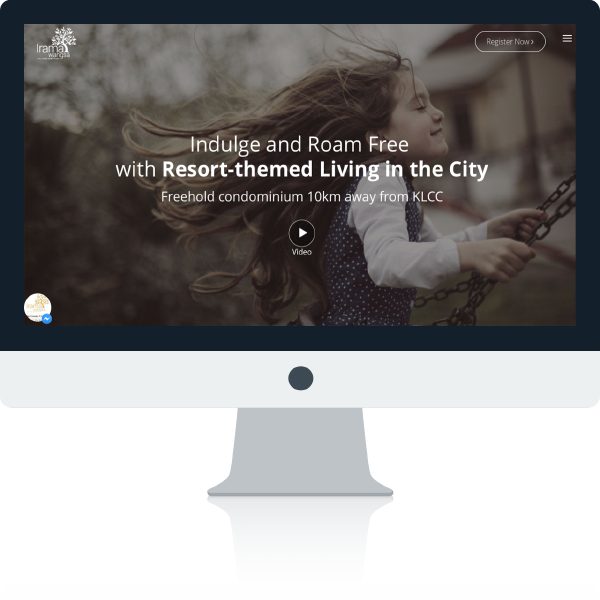 Irama
wangsa
Register Now ›
Indulge and Roam Free
with Resort-themed Living in the City
Freehold condominium 10km away from KLCC
Video